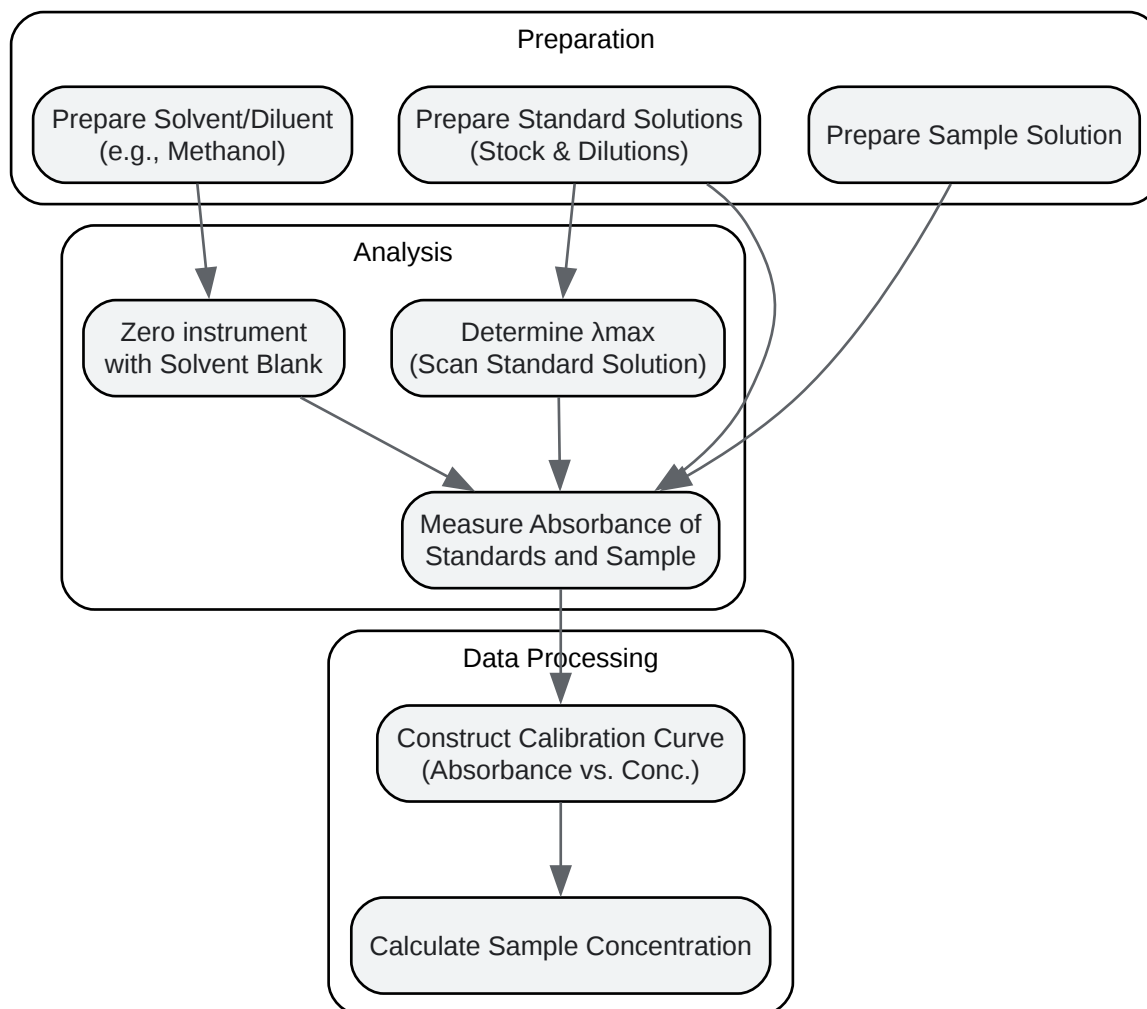 Preparation
Prepare Solvent/Diluent
(e.g., Methanol)
Prepare Standard Solutions
(Stock & Dilutions)
Prepare Sample Solution
Analysis
Zero instrument
with Solvent Blank
Determine λmax
(Scan Standard Solution)
Measure Absorbance of
Standards and Sample
Data Processing
Construct Calibration Curve
(Absorbance vs. Conc.)
Calculate Sample Concentration